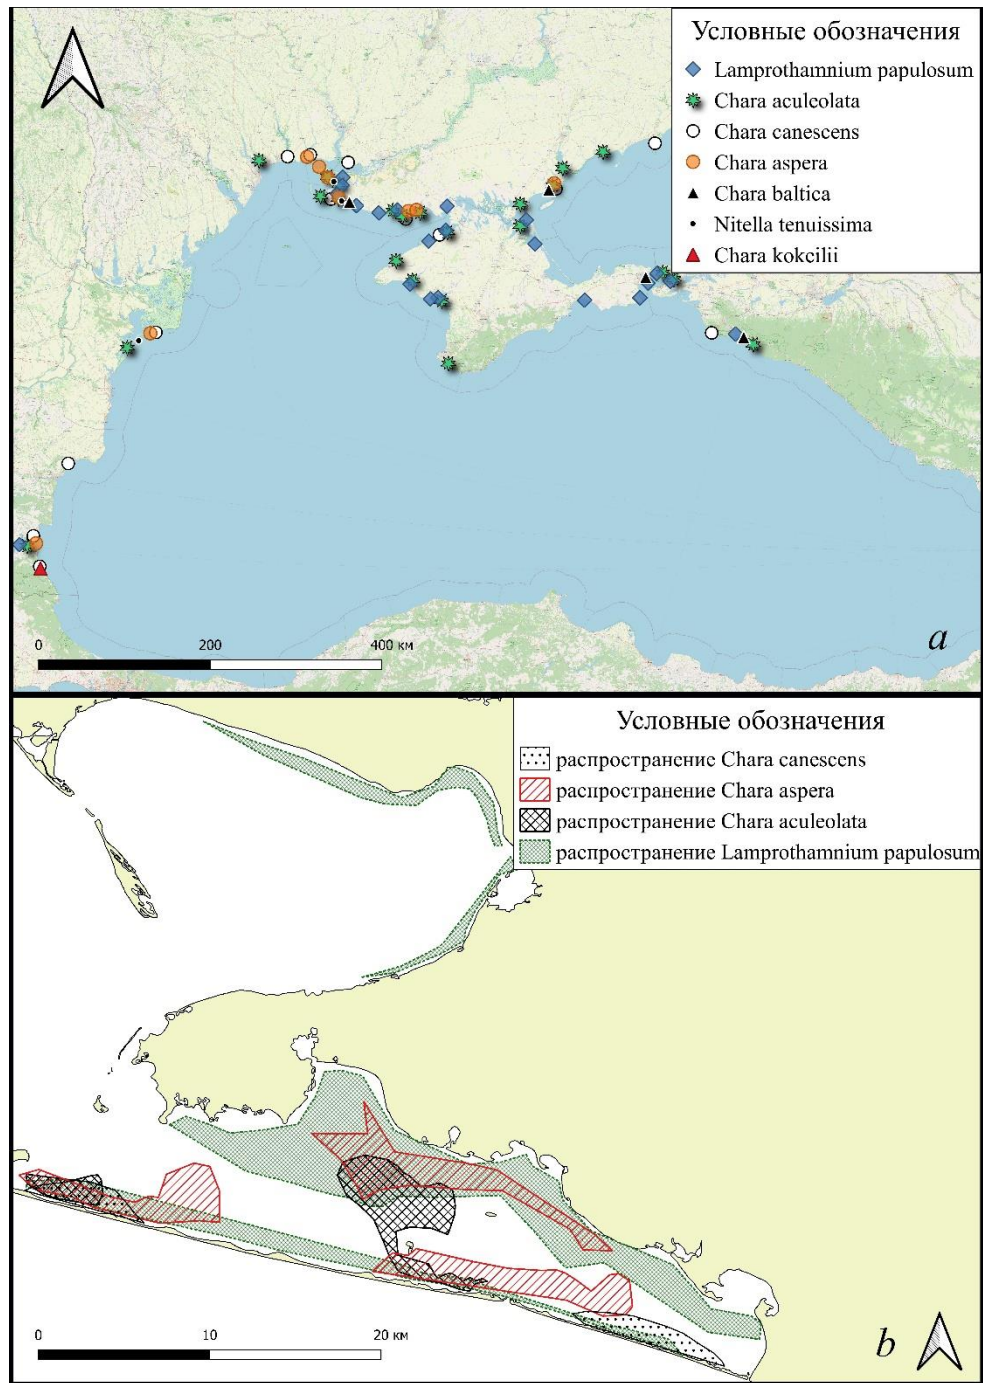 Условные обозначения
Lamprothamnium papulosum
Chara aculeolata
Chara canescens
Chara aspera
Chara baltica
Nitella tenuissima
Chara kokcilii
0 200 400 км
a
Условные обозначения
распространение Chara canescens
распространение Chara aspera
распространение Chara aculeolata
распространение Lamprothamnium papulosum
0 10 20 км
b